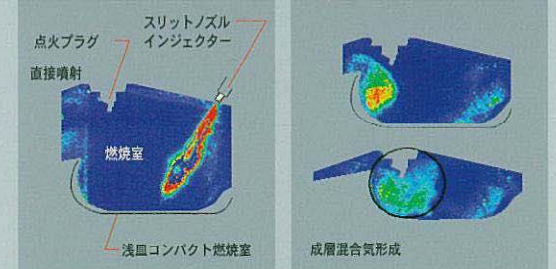 スリットノズル
インジェクター
点火プラグ
直接噴射
燃焼室
浅皿コンパクト燃焼室
成層混合気形成